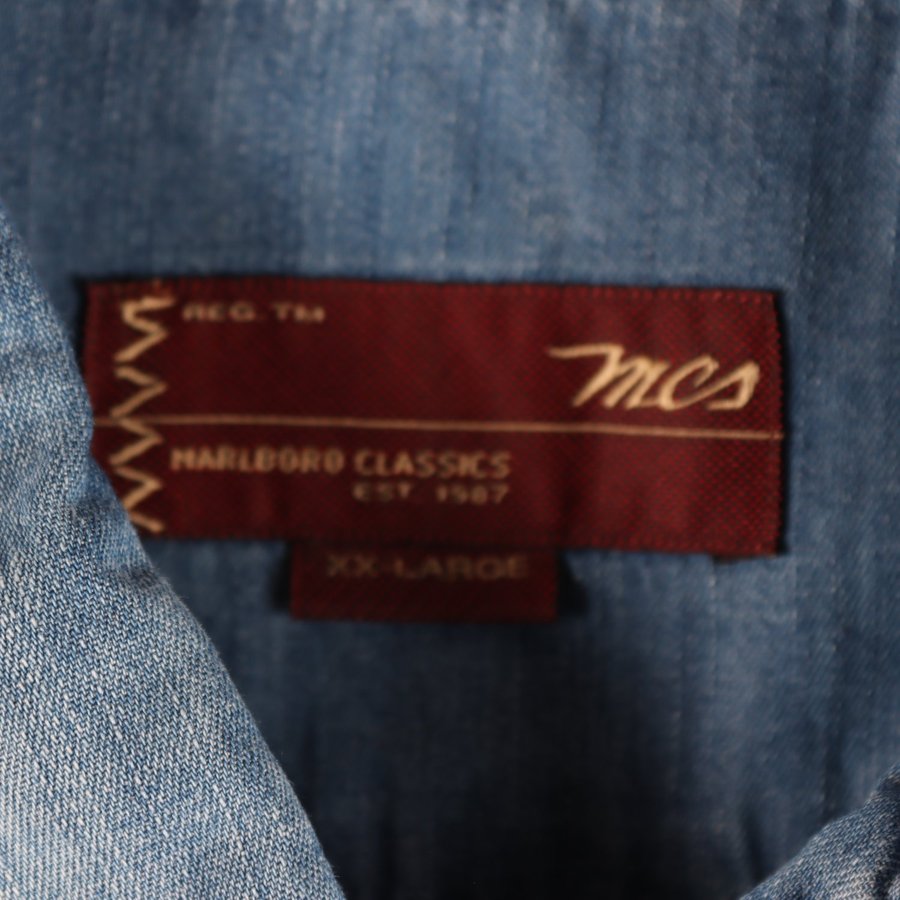 REG. TM
mcs
MARLBORO CLASSICS
EST. 1987
XX-LARGE